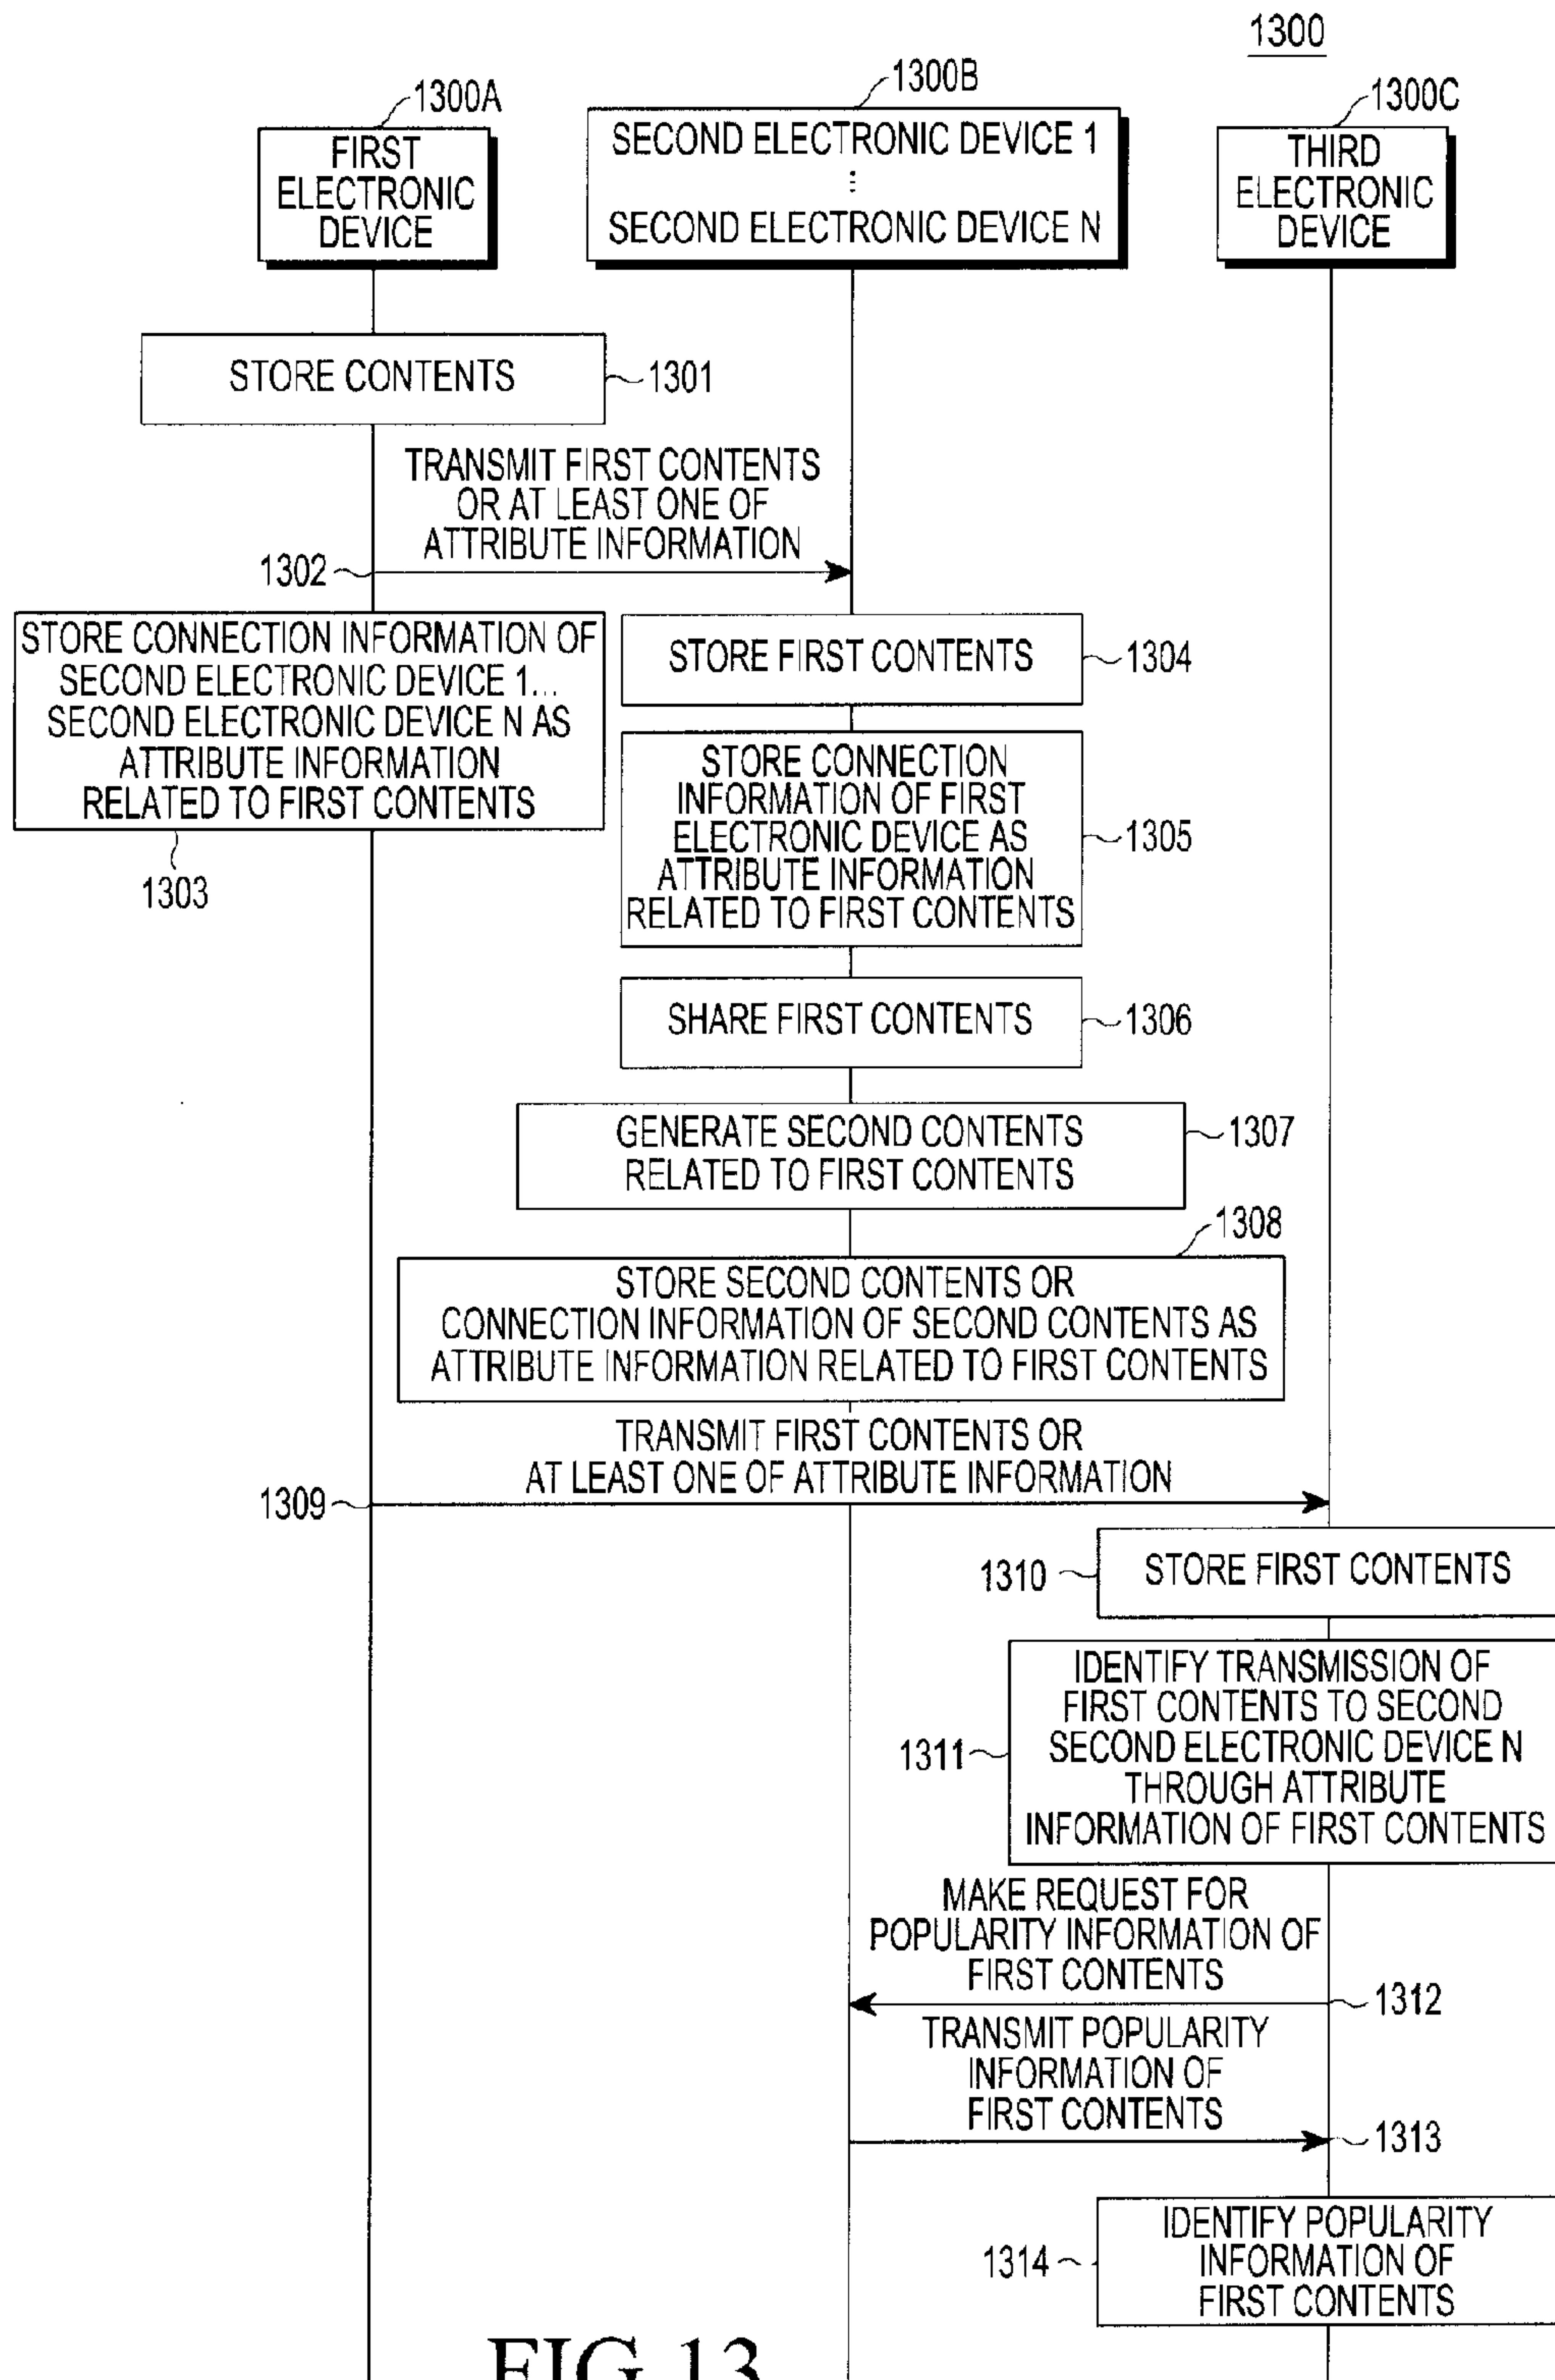 1300
1300A
1300B
1300C
FIRST
ELECTRONIC
DEVICE
SECOND ELECTRONIC DEVICE 1
⋮
SECOND ELECTRONIC DEVICE N
THIRD
ELECTRONIC
DEVICE
STORE CONTENTS
1301
TRANSMIT FIRST CONTENTS
OR AT LEAST ONE OF
ATTRIBUTE INFORMATION
1302
STORE CONNECTION INFORMATION OF
SECOND ELECTRONIC DEVICE 1...
SECOND ELECTRONIC DEVICE N AS
ATTRIBUTE INFORMATION
RELATED TO FIRST CONTENTS
1303
STORE FIRST CONTENTS
1304
STORE CONNECTION
INFORMATION OF FIRST
ELECTRONIC DEVICE AS
ATTRIBUTE INFORMATION
RELATED TO FIRST CONTENTS
1305
SHARE FIRST CONTENTS
1306
GENERATE SECOND CONTENTS
RELATED TO FIRST CONTENTS
1307
1308
STORE SECOND CONTENTS OR
CONNECTION INFORMATION OF SECOND CONTENTS AS
ATTRIBUTE INFORMATION RELATED TO FIRST CONTENTS
TRANSMIT FIRST CONTENTS OR
AT LEAST ONE OF ATTRIBUTE INFORMATION
1309
1310
STORE FIRST CONTENTS
1311
IDENTIFY TRANSMISSION OF
FIRST CONTENTS TO SECOND
SECOND ELECTRONIC DEVICE N
THROUGH ATTRIBUTE
INFORMATION OF FIRST CONTENTS
MAKE REQUEST FOR
POPULARITY INFORMATION OF
FIRST CONTENTS
1312
TRANSMIT POPULARITY
INFORMATION OF
FIRST CONTENTS
1313
1314
IDENTIFY POPULARITY
INFORMATION OF
FIRST CONTENTS
FIG.13